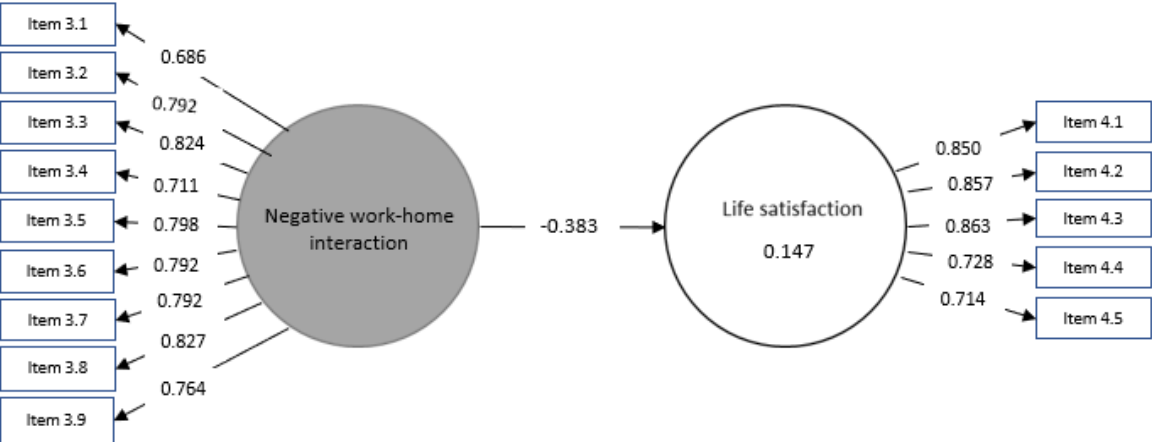 Item 3.1
0.686
Item 3.2
0.792
Item 3.3
0.824
Item 3.4
0.711
Item 3.5
0.798
Item 3.6
0.792
Item 3.7
0.792
Item 3.8
0.827
Item 3.9
0.764
Negative work-home
interaction
-0.383
Life satisfaction
0.147
0.850
Item 4.1
0.857
Item 4.2
0.863
Item 4.3
0.728
Item 4.4
0.714
Item 4.5